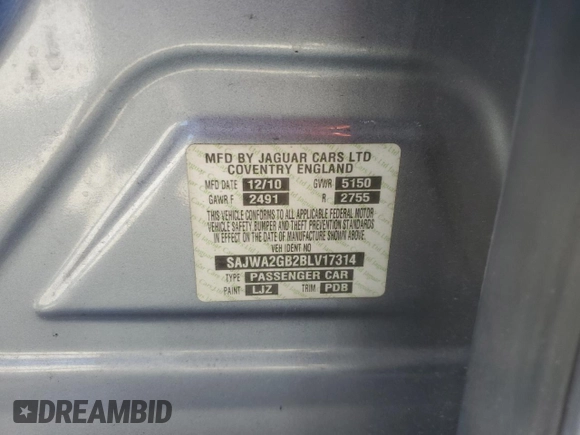 MFD BY JAGUAR CARS LTD
COVENTRY ENGLAND
MFD DATE 12/10 GVWR 5150
GAWR F 2491 R 2755
THIS VEHICLE CONFORMS TO ALL APPLICABLE FEDERAL MOTOR
VEHICLE SAFETY, BUMPER AND THEFT PREVENTION STANDARDS
IN EFFECT ON THE DATE OF MANUFACTURE SHOWN ABOVE.
VEH IDENT NO
SAJWA2GB2BLV17314
TYPE PASSENGER CAR
PAINT LJZ TRIM PDB
DREAMBID